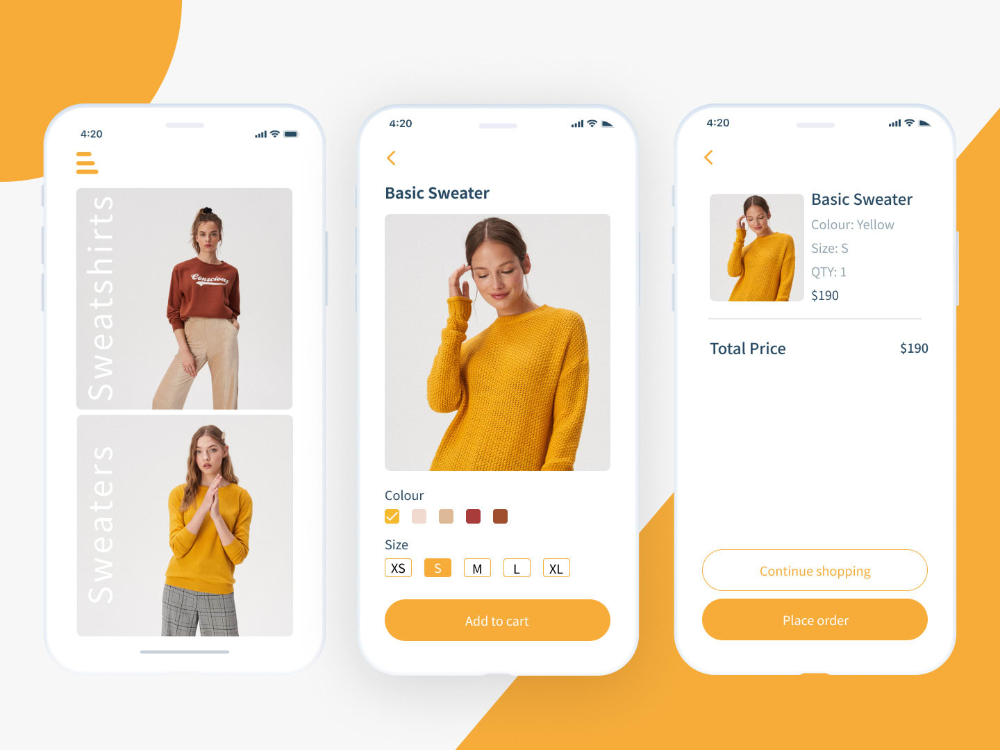 4:20
Sweatshirts
Conscious
Sweaters
4:20
Basic Sweater
Colour
Size
XS S M L XL
Add to cart
4:20
Basic Sweater
Colour: Yellow
Size: S
QTY: 1
$190
Total Price $190
Continue shopping
Place order